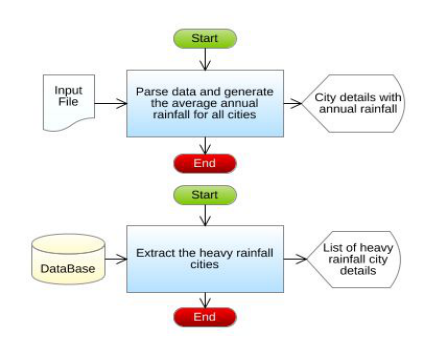 Start
Input
File
Parse data and generate
the average annual
rainfall for all cities
City details with
annual rainfall
End
Start
DataBase
Extract the heavy rainfall
cities
List of heavy
rainfall city
details
End